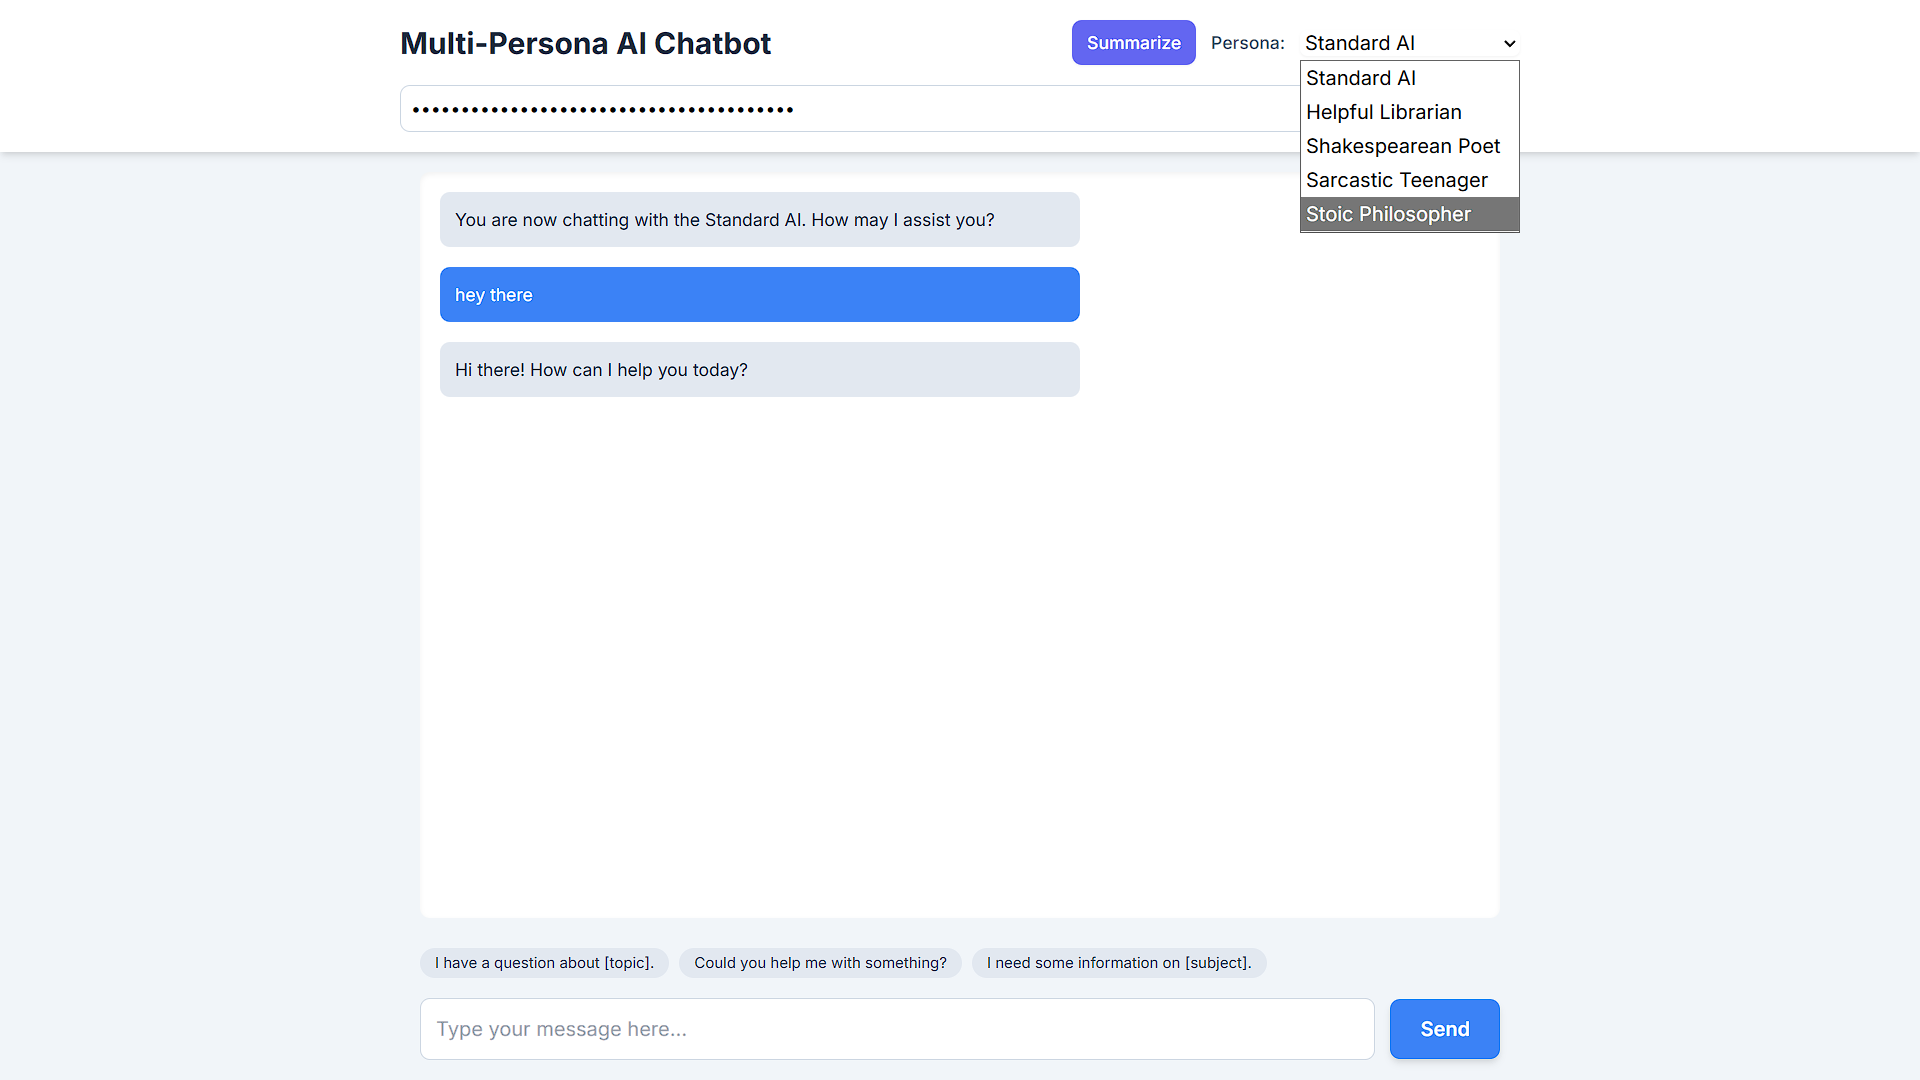 Multi-Persona AI Chatbot
Summarize
Persona:
Standard AI
Standard AI
Helpful Librarian
Shakespearean Poet
Sarcastic Teenager
Stoic Philosopher
•••••••••••••••••••••••••••••••••••••••
You are now chatting with the Standard AI. How may I assist you?
hey there
Hi there! How can I help you today?
I have a question about [topic].
Could you help me with something?
I need some information on [subject].
Type your message here...
Send